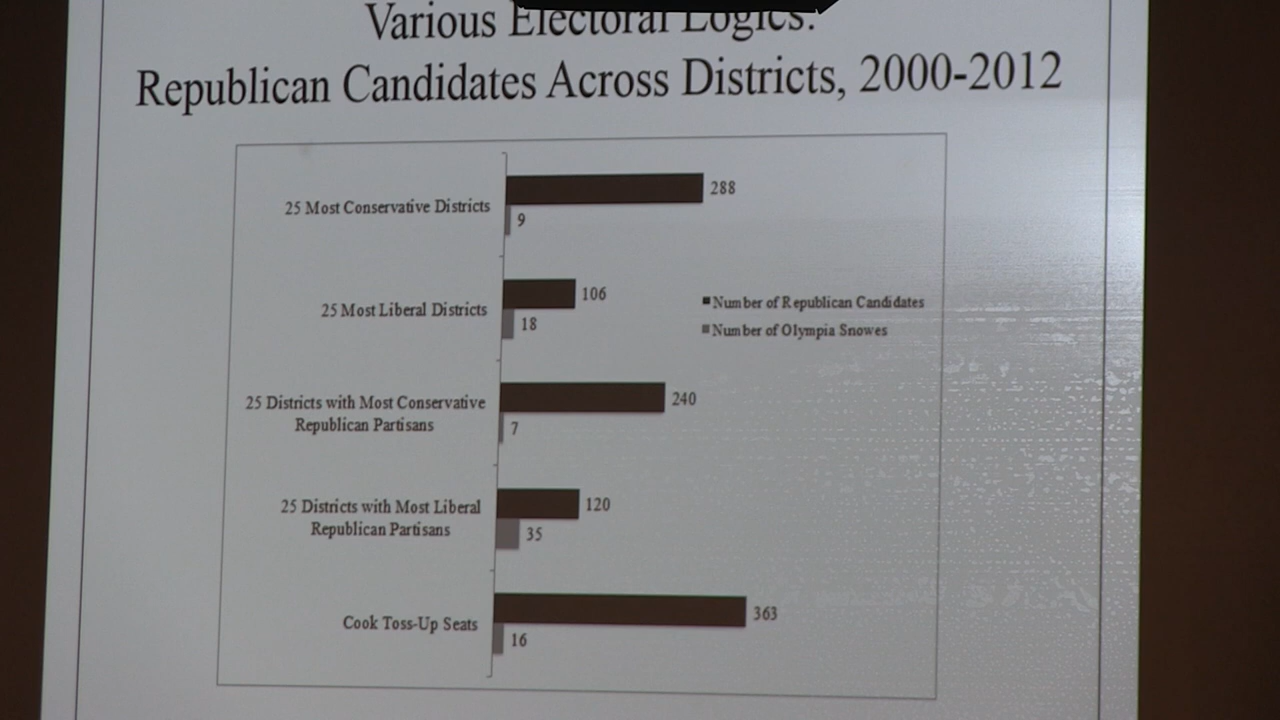 Various Electoral Logics:
Republican Candidates Across Districts, 2000-2012
25 Most Conservative Districts
288
9
25 Most Liberal Districts
106
18
Number of Republican Candidates
Number of Olympia Snowes
25 Districts with Most Conservative
Republican Partisans
240
7
25 Districts with Most Liberal
Republican Partisans
120
35
Cook Toss-Up Seats
363
16